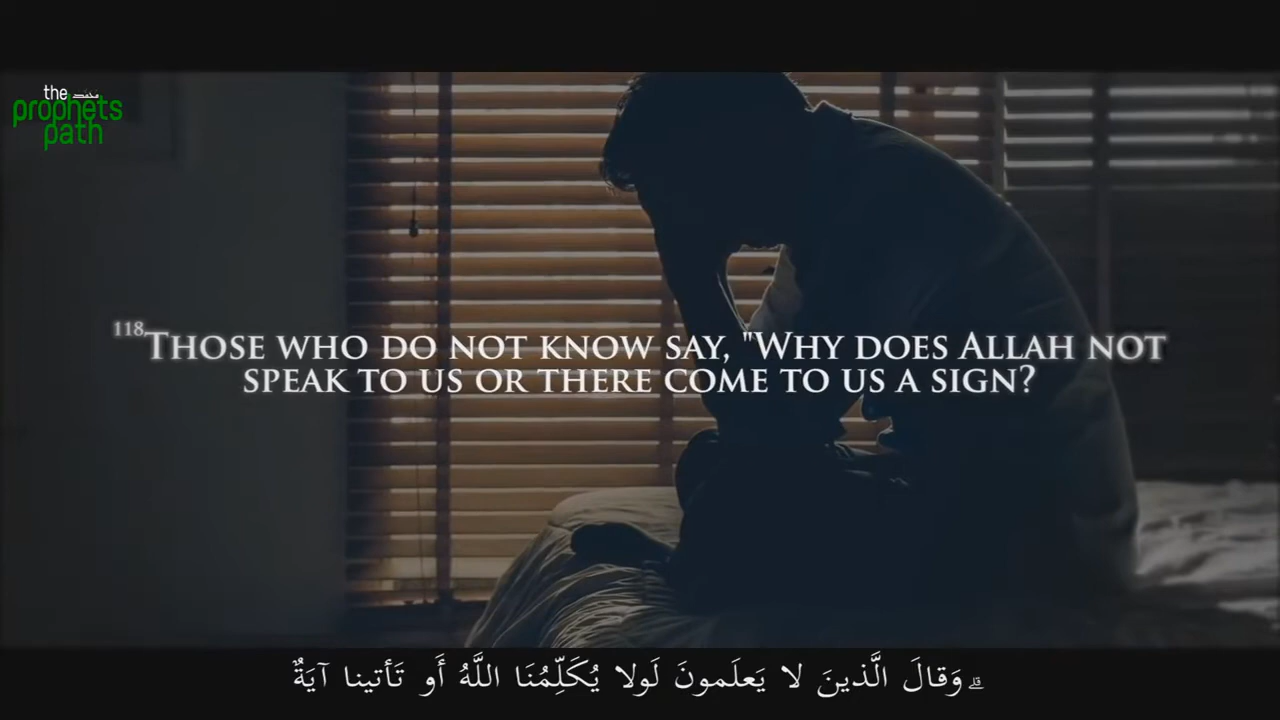 the محمد
prophets
path
118 Those who do not know say, "Why does Allah not
speak to us or there come to us a sign?
وَقالَ الَّذينَ لا يَعلَمونَ لَولا يُكَلِّمُنَا اللَّهُ أَو تَأتينا آيَةٌ ۗ